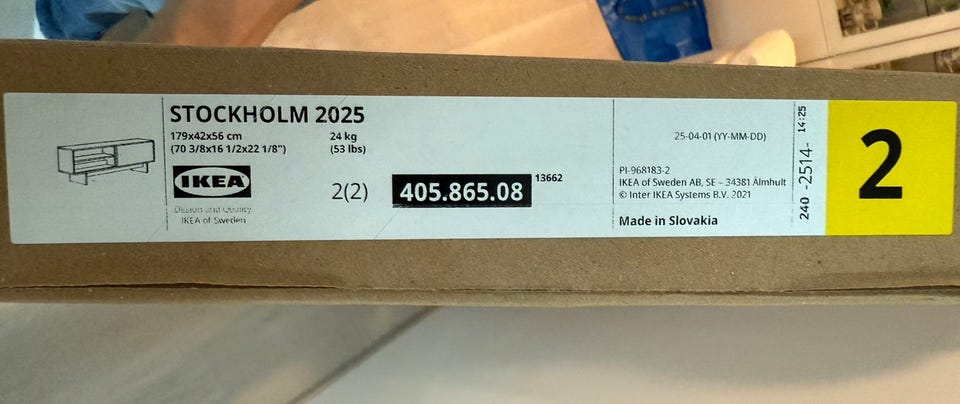 STOCKHOLM 2025
179x42x56 cm
(70 3/8x16 1/2x22 1/8")
24 kg
(53 lbs)
IKEA
Design and Quality
IKEA of Sweden
2(2)
405.865.08
13662
25-04-01 (YY-MM-DD)
PI-968183-2
IKEA of Sweden AB, SE – 34381 Älmhult
© Inter IKEA Systems B.V. 2021
Made in Slovakia
240 -2514- 14:25
2